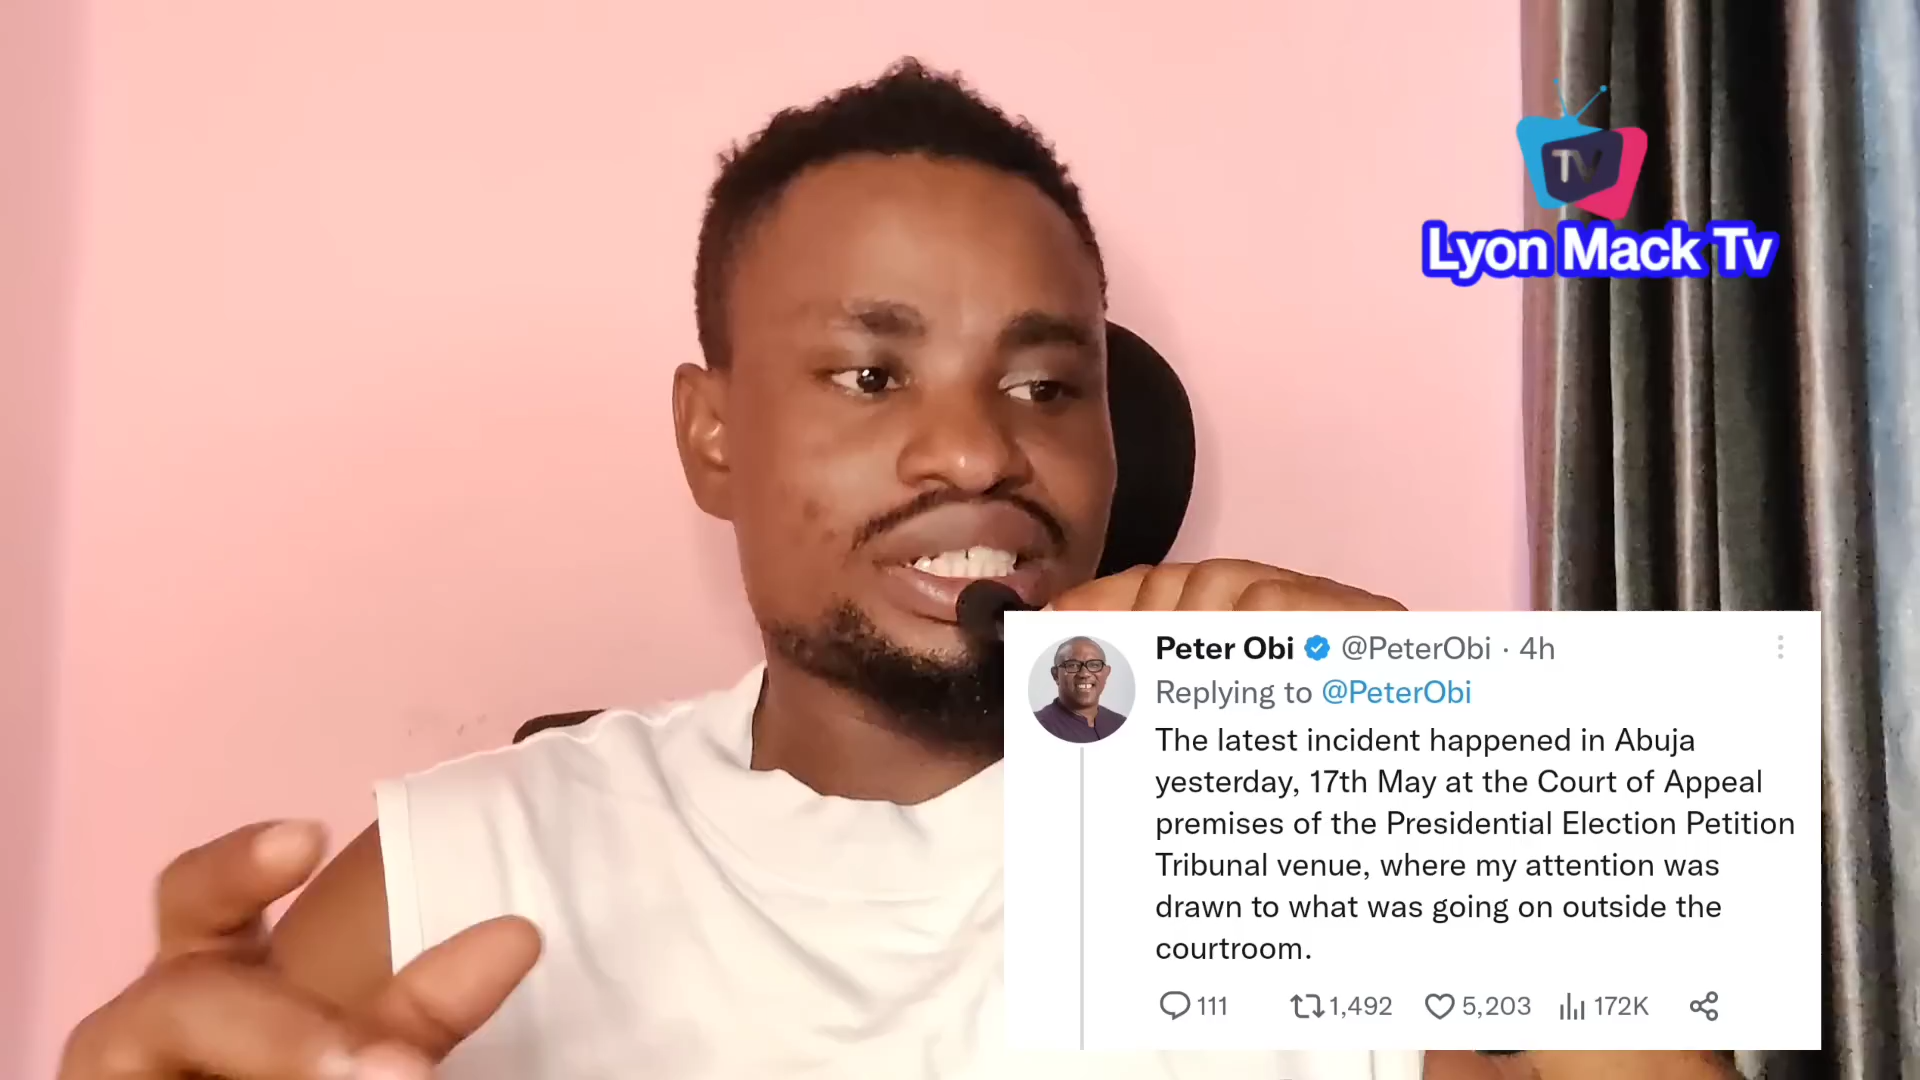 TV
Lyon Mack Tv
Peter Obi @PeterObi · 4h
Replying to @PeterObi
The latest incident happened in Abuja
yesterday, 17th May at the Court of Appeal
premises of the Presidential Election Petition
Tribunal venue, where my attention was
drawn to what was going on outside the
courtroom.
111 1,492 5,203 172K